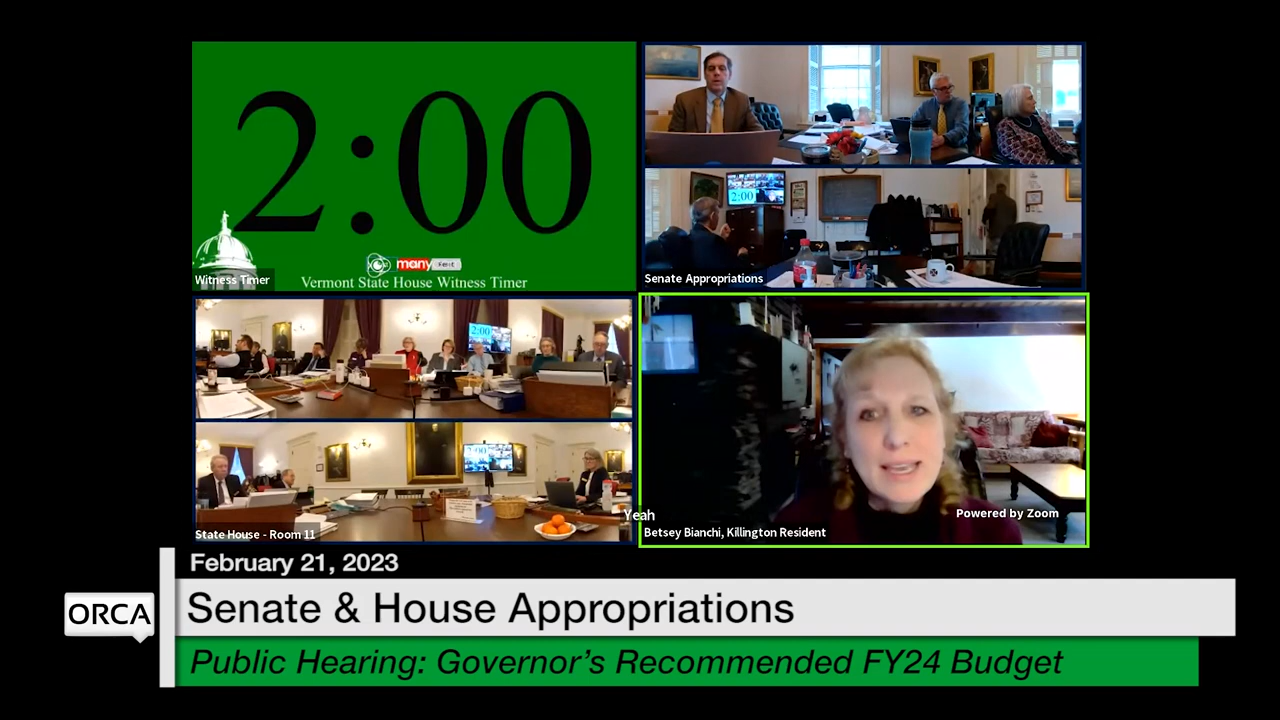 2:00
many
Vermont State House Witness Timer
Witness Timer
2:00
Senate Appropriations
2:00
2:00
State House - Room 11
Yeah
Powered by Zoom
Betsey Bianchi, Killington Resident
February 21, 2023
ORCA
Senate & House Appropriations
Public Hearing: Governor's Recommended FY24 Budget